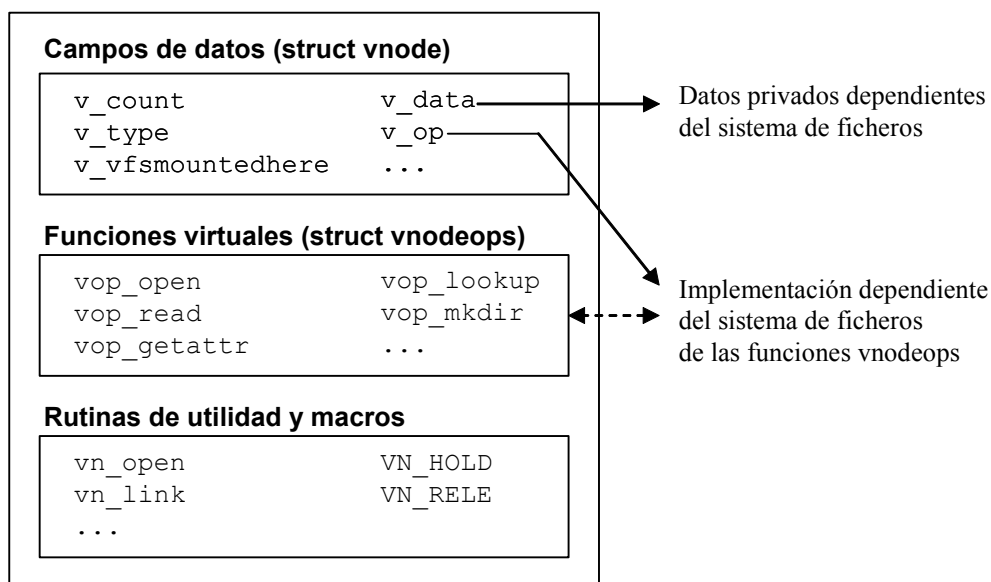 Campos de datos (struct vnode)
v_count v_data
v_type v_op
v_vfsmountedhere ...
Datos privados dependientes
del sistema de ficheros
Funciones virtuales (struct vnodeops)
vop_open vop_lookup
vop_read vop_mkdir
vop_getattr ...
Implementación dependiente
del sistema de ficheros
de las funciones vnodeops
Rutinas de utilidad y macros
vn_open VN_HOLD
vn_link VN_RELE
...